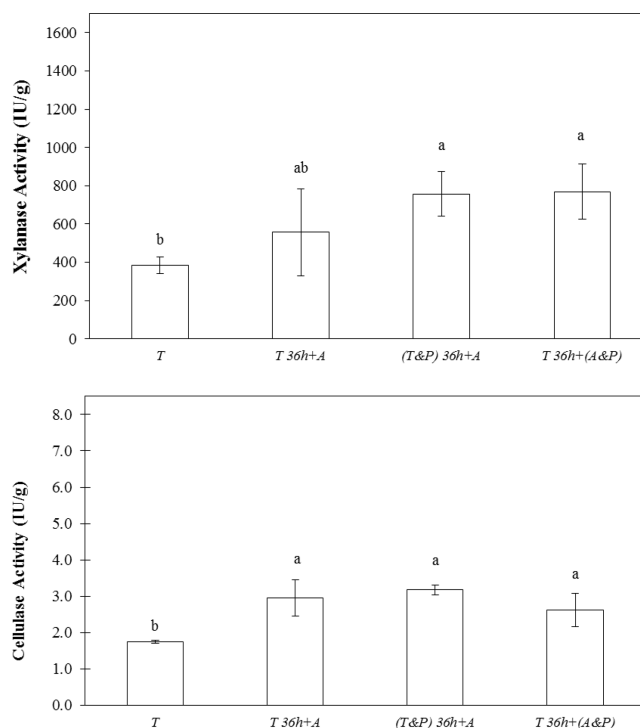 Xylanase Activity (IU/g)
1600
1400
1200
1000
800
600
400
200
0
b
ab
a
a
T
T 36h+A
(T&P) 36h+A
T 36h+(A&P)
Cellulase Activity (IU/g)
8.0
7.0
6.0
5.0
4.0
3.0
2.0
1.0
0.0
b
a
a
a
T
T 36h+A
(T&P) 36h+A
T 36h+(A&P)